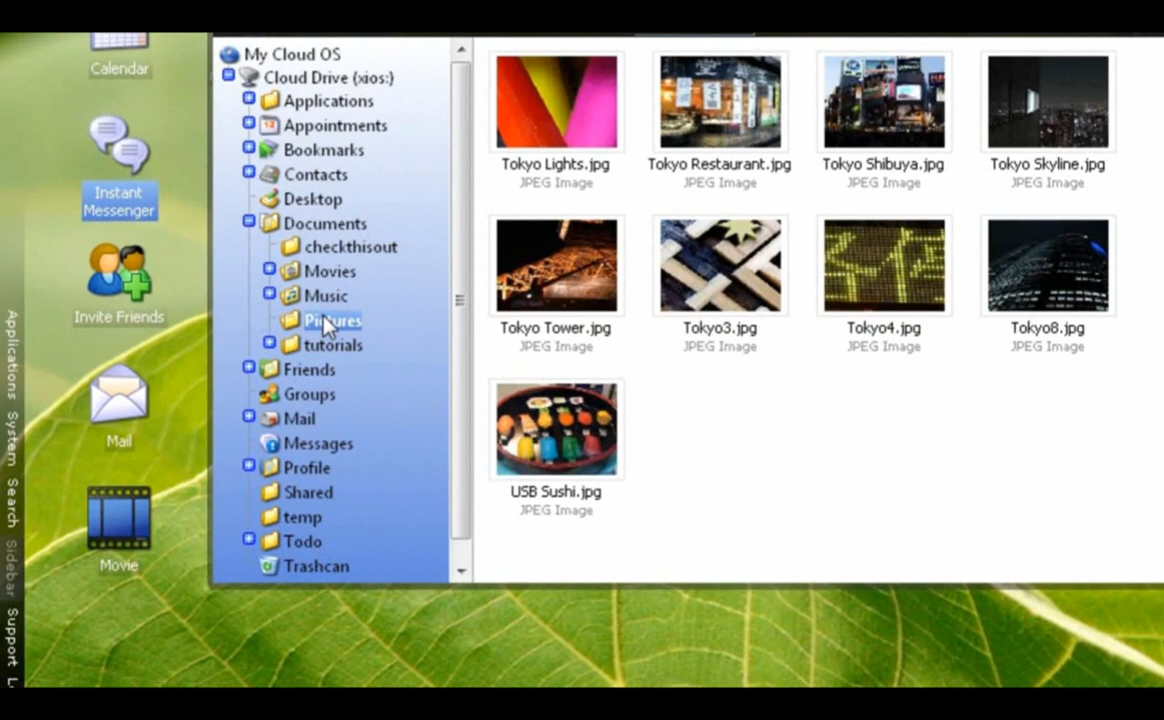 Calendar
Instant
Messenger
Invite Friends
Mail
Movie
Applications System Search Sidebar Support
My Cloud OS
Cloud Drive (xios:)
Applications
Appointments
Bookmarks
Contacts
Desktop
Documents
checkthisout
Movies
Music
Pictures
tutorials
Friends
Groups
Mail
Messages
Profile
Shared
temp
Todo
Trashcan
Tokyo Lights.jpg
JPEG Image
Tokyo Restaurant.jpg
JPEG Image
Tokyo Shibuya.jpg
JPEG Image
Tokyo Skyline.jpg
JPEG Image
Tokyo Tower.jpg
JPEG Image
Tokyo3.jpg
JPEG Image
Tokyo4.jpg
JPEG Image
Tokyo8.jpg
JPEG Image
USB Sushi.jpg
JPEG Image